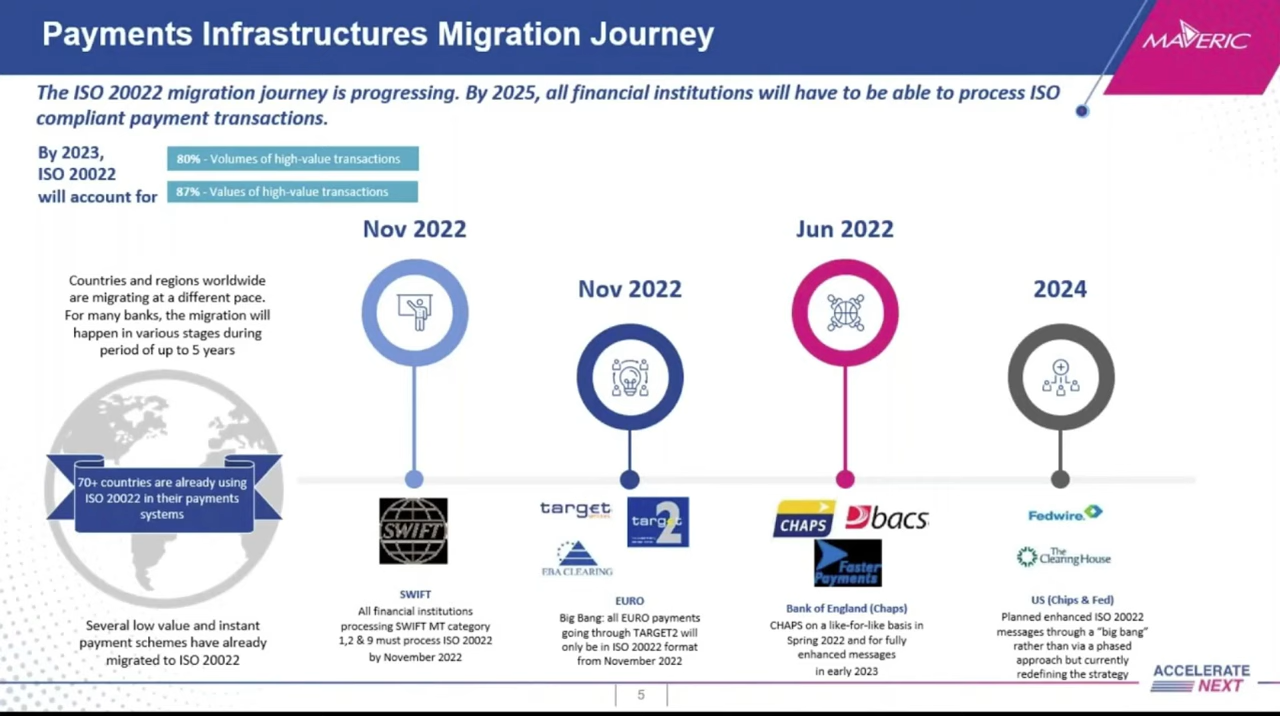 Payments Infrastructures Migration Journey
MAVERIC
The ISO 20022 migration journey is progressing. By 2025, all financial institutions will have to be able to process ISO
compliant payment transactions.
By 2023,
ISO 20022
will account for
80% - Volumes of high-value transactions
87% - Values of high-value transactions
Countries and regions worldwide
are migrating at a different pace.
For many banks, the migration will
happen in various stages during
period of up to 5 years
70+ countries are already using
ISO 20022 in their payments
systems
Several low value and instant
payment schemes have already
migrated to ISO 20022
Nov 2022
SWIFT
SWIFT
All financial institutions
processing SWIFT MT category
1,2 & 9 must process ISO 20022
by November 2022
Nov 2022
target
target
2
EBA CLEARING
EURO
Big Bang: all EURO payments
going through TARGET2 will
only be in ISO 20022 format
from November 2022
Jun 2022
CHAPS
bacs
Faster
Payments
Bank of England (Chaps)
CHAPS on a like-for-like basis in
Spring 2022 and for fully
enhanced messages
in early 2023
2024
Fedwire
The
Clearing House
US (Chips & Fed)
Planned enhanced ISO 20022
messages through a "big bang"
rather than via a phased
approach but currently
redefining the strategy
5
ACCELERATE
NEXT